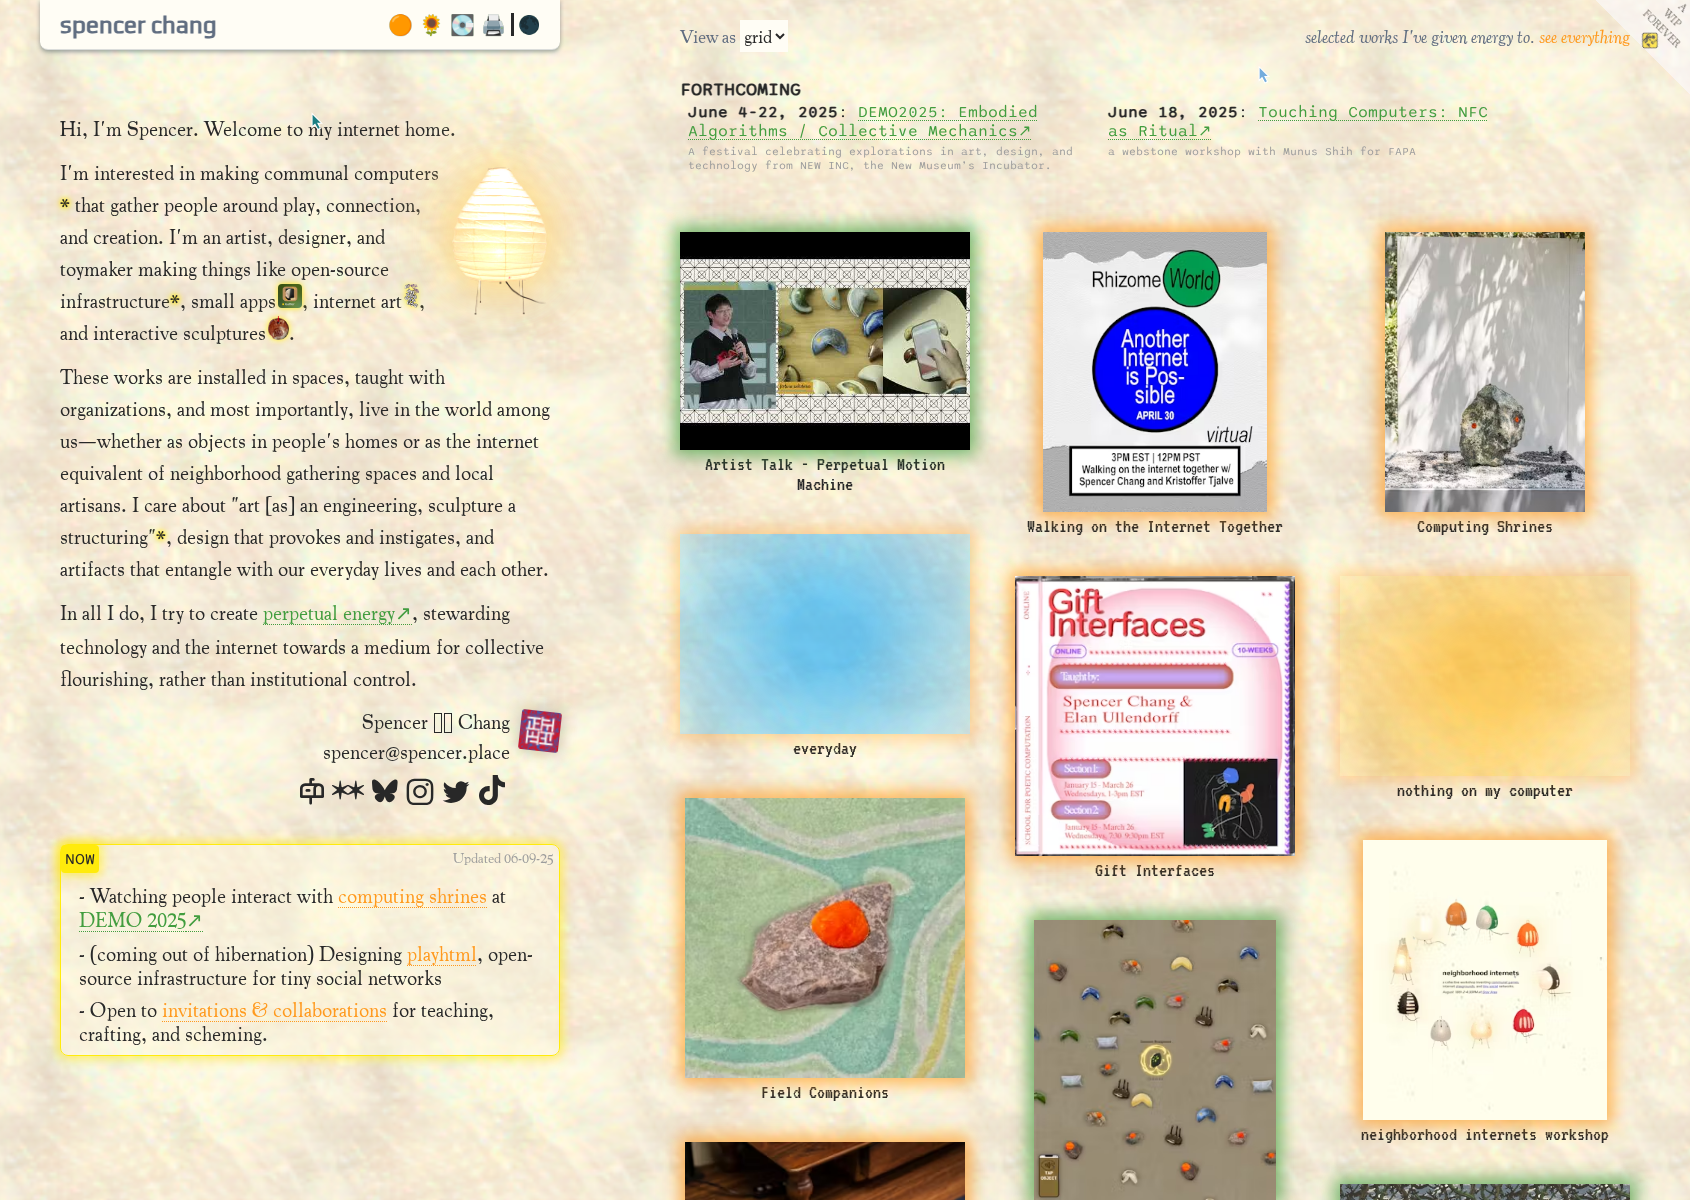 spencer chang
Hi, I'm Spencer. Welcome to my internet home.
I'm interested in making communal computers
* that gather people around play, connection,
and creation. I'm an artist, designer, and
toymaker making things like open-source
infrastructure*, small apps, internet art,
and interactive sculptures.
These works are installed in spaces, taught with
organizations, and most importantly, live in the world among
us—whether as objects in people's homes or as the internet
equivalent of neighborhood gathering spaces and local
artisans. I care about "art [as] an engineering, sculpture a
structuring"*, design that provokes and instigates, and
artifacts that entangle with our everyday lives and each other.
In all I do, I try to create perpetual energy↗, stewarding
technology and the internet towards a medium for collective
flourishing, rather than institutional control.
Spencer Chang
spencer@spencer.place
NOW
Updated 06-09-25
- Watching people interact with computing shrines at
DEMO 2025↗
- (coming out of hibernation) Designing playhtml, open-
source infrastructure for tiny social networks
- Open to invitations & collaborations for teaching,
crafting, and scheming.
View as grid
selected works I've given energy to. see everything
A
WIP
FOREVER
FORTHCOMING
June 4-22, 2025: DEMO2025: Embodied
Algorithms / Collective Mechanics↗
A festival celebrating explorations in art, design, and
technology from NEW INC, the New Museum's Incubator.
June 18, 2025: Touching Computers: NFC
as Ritual↗
a webstone workshop with Munus Shih for FAPA
Artist Talk - Perpetual Motion
Machine
Rhizome World
Another
Internet
is Pos-
sible
APRIL 30
virtual
3PM EST | 12PM PST
Walking on the internet together w/
Spencer Chang and Kristoffer Tjalve
Walking on the Internet Together
Computing Shrines
everyday
Gift
Interfaces
ONLINE
10-WEEKS
Taught by:
Spencer Chang &
Elan Ullendorff
Section 1:
January 15 - March 26
Wednesdays, 1-3pm EST
Section 2:
January 15 - March 26
Wednesdays, 7:30-9:30pm EST
ONLINE
SCHOOL FOR POETIC COMPUTATION
Gift Interfaces
nothing on my computer
Field Companions
TAP
OBJECT
neighborhood internets
neighborhood internets workshop